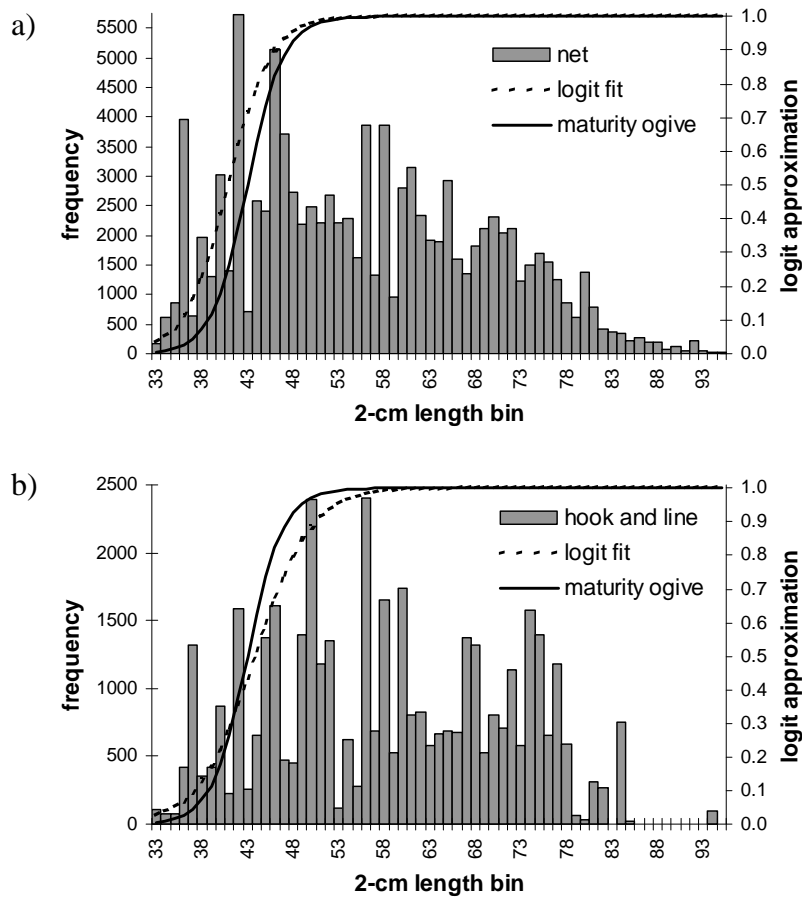 a)
5500
5000
4500
4000
3500
3000
2500
2000
1500
1000
500
0
frequency
net
logit fit
maturity ogive
1.0
0.9
0.8
0.7
0.6
0.5
0.4
0.3
0.2
0.1
0.0
logit approximation
33 38 43 48 53 58 63 68 73 78 83 88 93
2-cm length bin
b)
2500
2000
1500
1000
500
0
frequency
hook and line
logit fit
maturity ogive
1.0
0.9
0.8
0.7
0.6
0.5
0.4
0.3
0.2
0.1
0.0
logit approximation
33 38 43 48 53 58 63 68 73 78 83 88 93
2-cm length bin